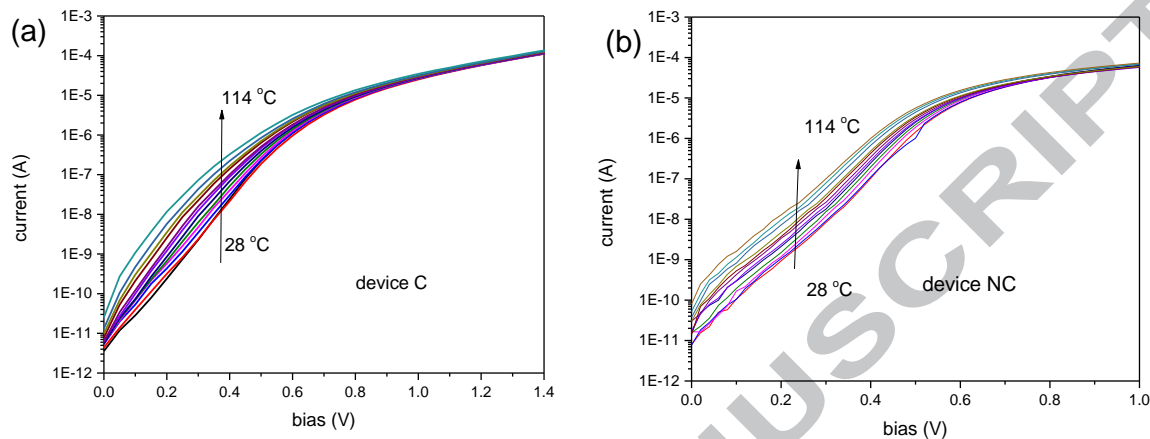 (a)
1E-3
1E-4
1E-5
1E-6
1E-7
1E-8
1E-9
1E-10
1E-11
1E-12
current (A)
114 °C
28 °C
device C
0.0 0.2 0.4 0.6 0.8 1.0 1.2 1.4
bias (V)
(b)
1E-3
1E-4
1E-5
1E-6
1E-7
1E-8
1E-9
1E-10
1E-11
1E-12
current (A)
114 °C
28 °C
device NC
0.0 0.2 0.4 0.6 0.8 1.0
bias (V)
USCRIPT